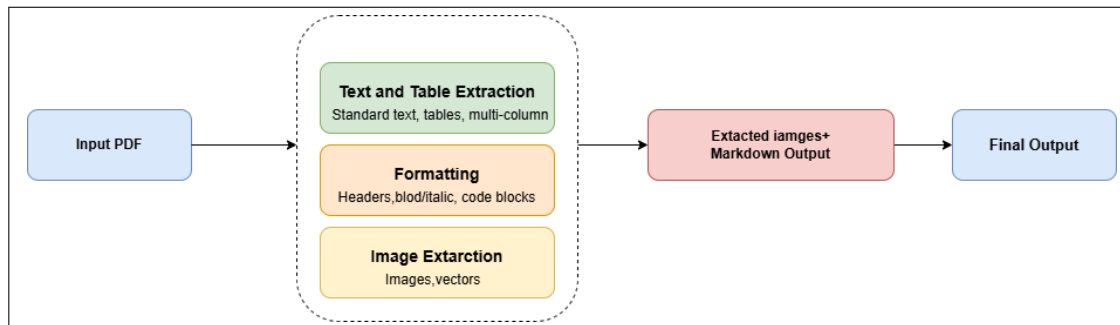 Input PDF
Text and Table Extraction
Standard text, tables, multi-column
Formatting
Headers,blod/italic, code blocks
Image Extarction
Images,vectors
Extacted iamges+
Markdown Output
Final Output